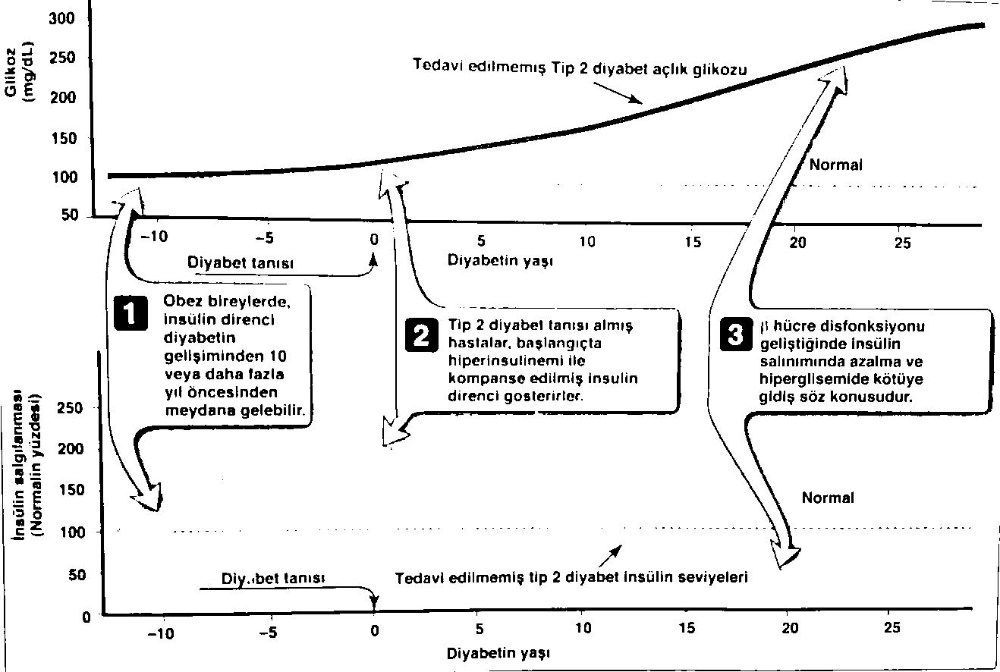 300
250
200
150
100
50
Glikoz
(mg/dL)
Tedavi edilmemiş Tip 2 diyabet açlık glikozu
Normal
-10
-5
0
5
10
15
20
25
Diyabet tanısı
Diyabetin yaşı
1
Obez bireylerde,
insülin direnci
diyabetin
gelişiminden 10
veya daha fazla
yıl öncesinden
meydana gelebilir.
2
Tip 2 diyabet tanısı almış
hastalar, başlangıçta
hiperinsulinemi ile
kompanse edilmiş insulin
direnci gosterirler.
3
β hücre disfonksiyonu
geliştiğinde insülin
salınımında azalma ve
hiperglisemide kötüye
gidiş söz konusudur.
İnsülin salgılanması
(Normalin yüzdesi)
250
200
150
100
50
0
Normal
Diyabet tanısı
Tedavi edilmemiş tip 2 diyabet insülin seviyeleri
-10
-5
0
5
10
15
20
25
Diyabetin yaşı